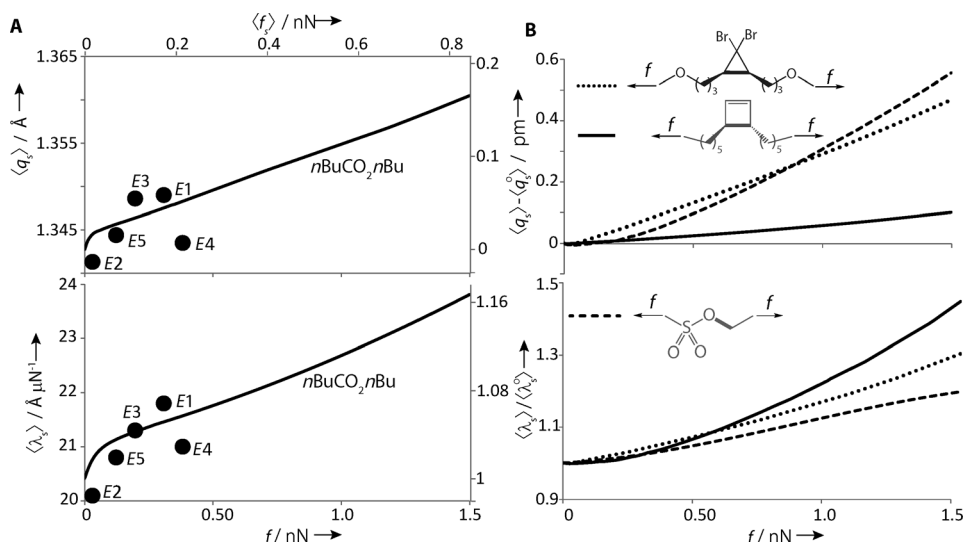 A
⟨fₛ⟩ / nN
0 0.2 0.4 0.6 0.8
⟨qₛ⟩ / Å
1.365
1.355
1.345
0.2
0.1
0
nBuCO₂nBu
E3
E1
E5
E4
E2
⟨λₛ⟩ / Å µN⁻¹
24
23
22
21
20
1.16
1.08
1
nBuCO₂nBu
E1
E3
E4
E5
E2
0 0.50 1.0 1.5
f / nN
B
⟨qₛ⟩-⟨qₛ°⟩ / pm
0.6
0.4
0.2
0
Br Br
f O ( )₃ ( )₃ O f
f ( )₅ ( )₅ f
⟨λₛ⟩/⟨λₛ°⟩
1.5
1.3
1.1
0.9
f f
O
S
O O
0 0.50 1.0 1.5
f / nN